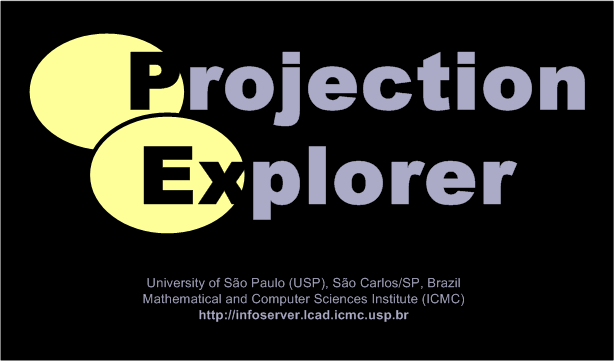 Projection
Explorer
University of São Paulo (USP), São Carlos/SP, Brazil
Mathematical and Computer Sciences Institute (ICMC)
http://infoserver.lcad.icmc.usp.br